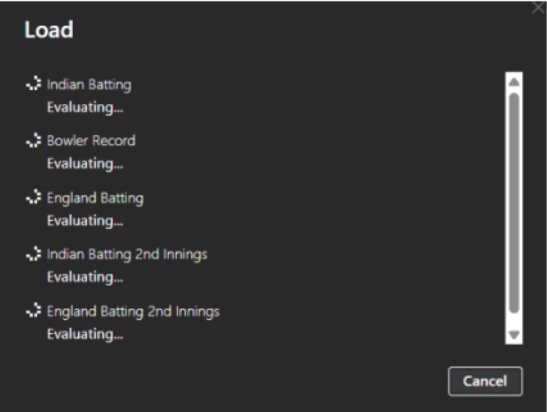 Load
Indian Batting
Evaluating...
Bowler Record
Evaluating...
England Batting
Evaluating...
Indian Batting 2nd Innings
Evaluating...
England Batting 2nd Innings
Evaluating...
Cancel